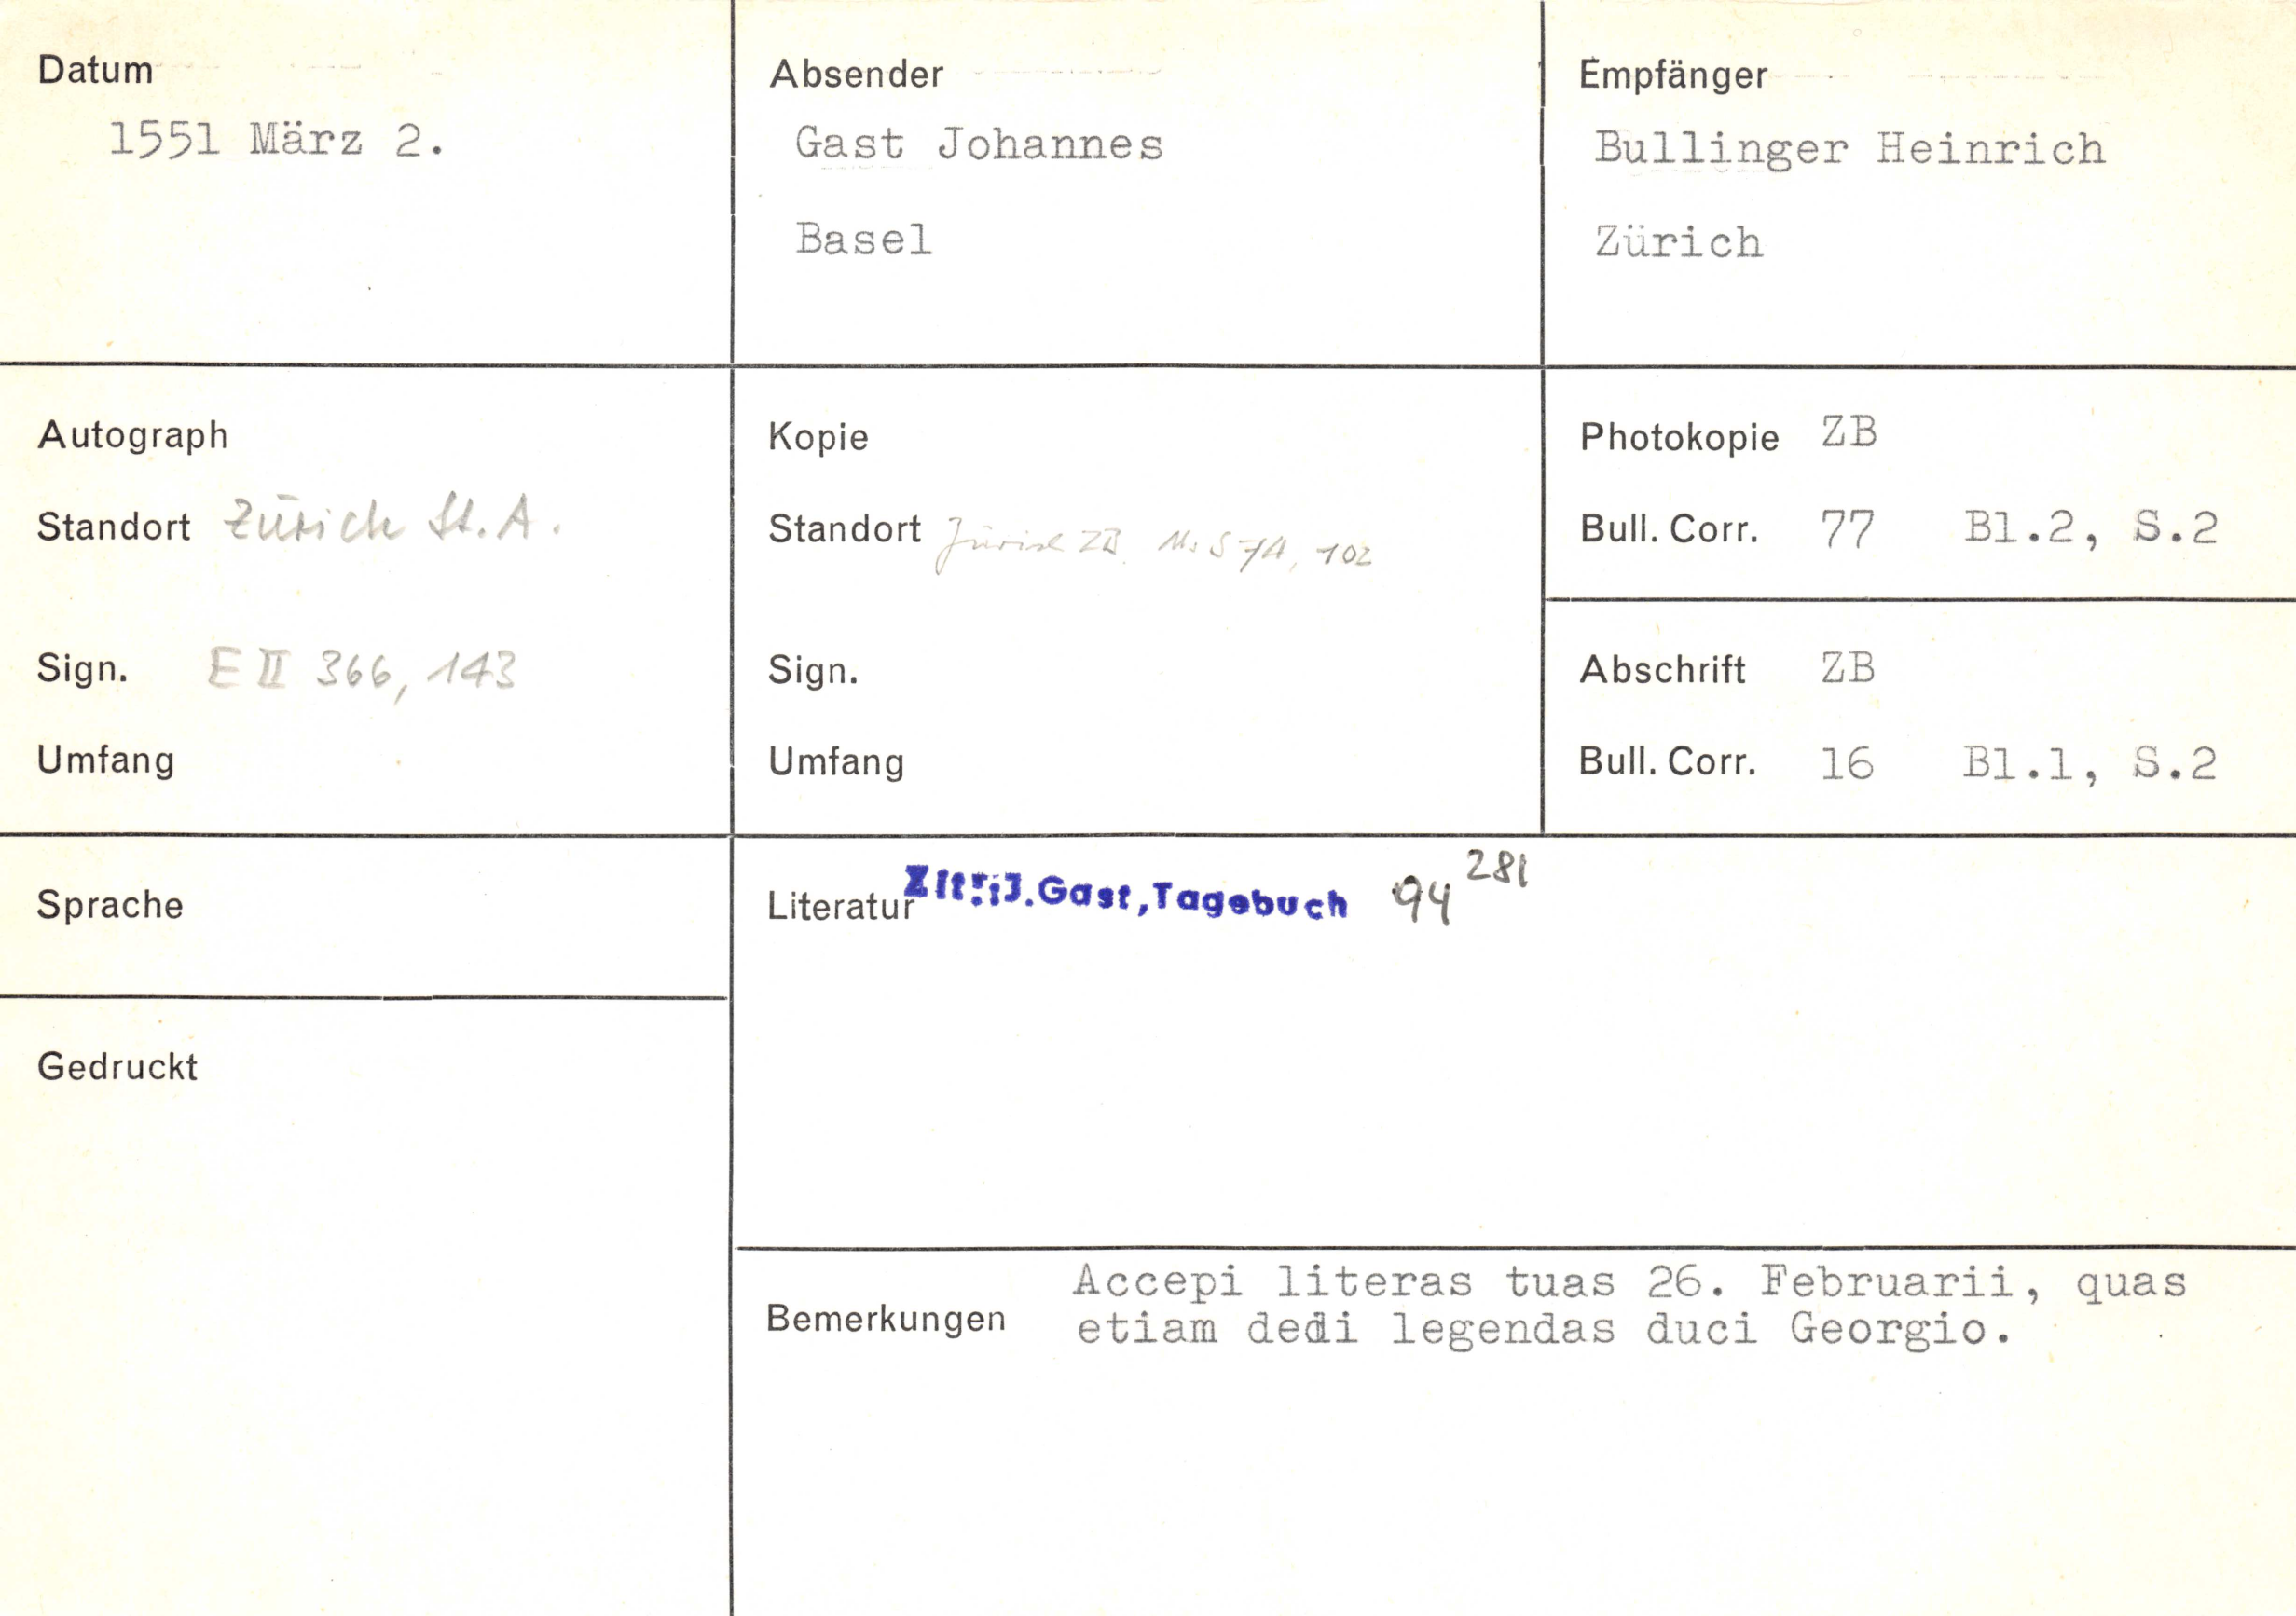 Datum
1551 März 2.
Absender
Gast Johannes
Basel
Empfänger
Bullinger Heinrich
Zürich
Autograph
Standort Zürich St. A.
Sign. E II 366, 143
Umfang
Kopie
Standort Zürich ZB. Ms S 74, 102
Sign.
Umfang
Photokopie ZB
Bull. Corr. 77 Bl.2, S.2
Abschrift ZB
Bull. Corr. 16 Bl.1, S.2
Sprache
Gedruckt
Literatur J. Gast, Tagebuch 94 281
Bemerkungen
Accepi literas tuas 26. Februarii, quas
etiam dedi legendas duci Georgio.